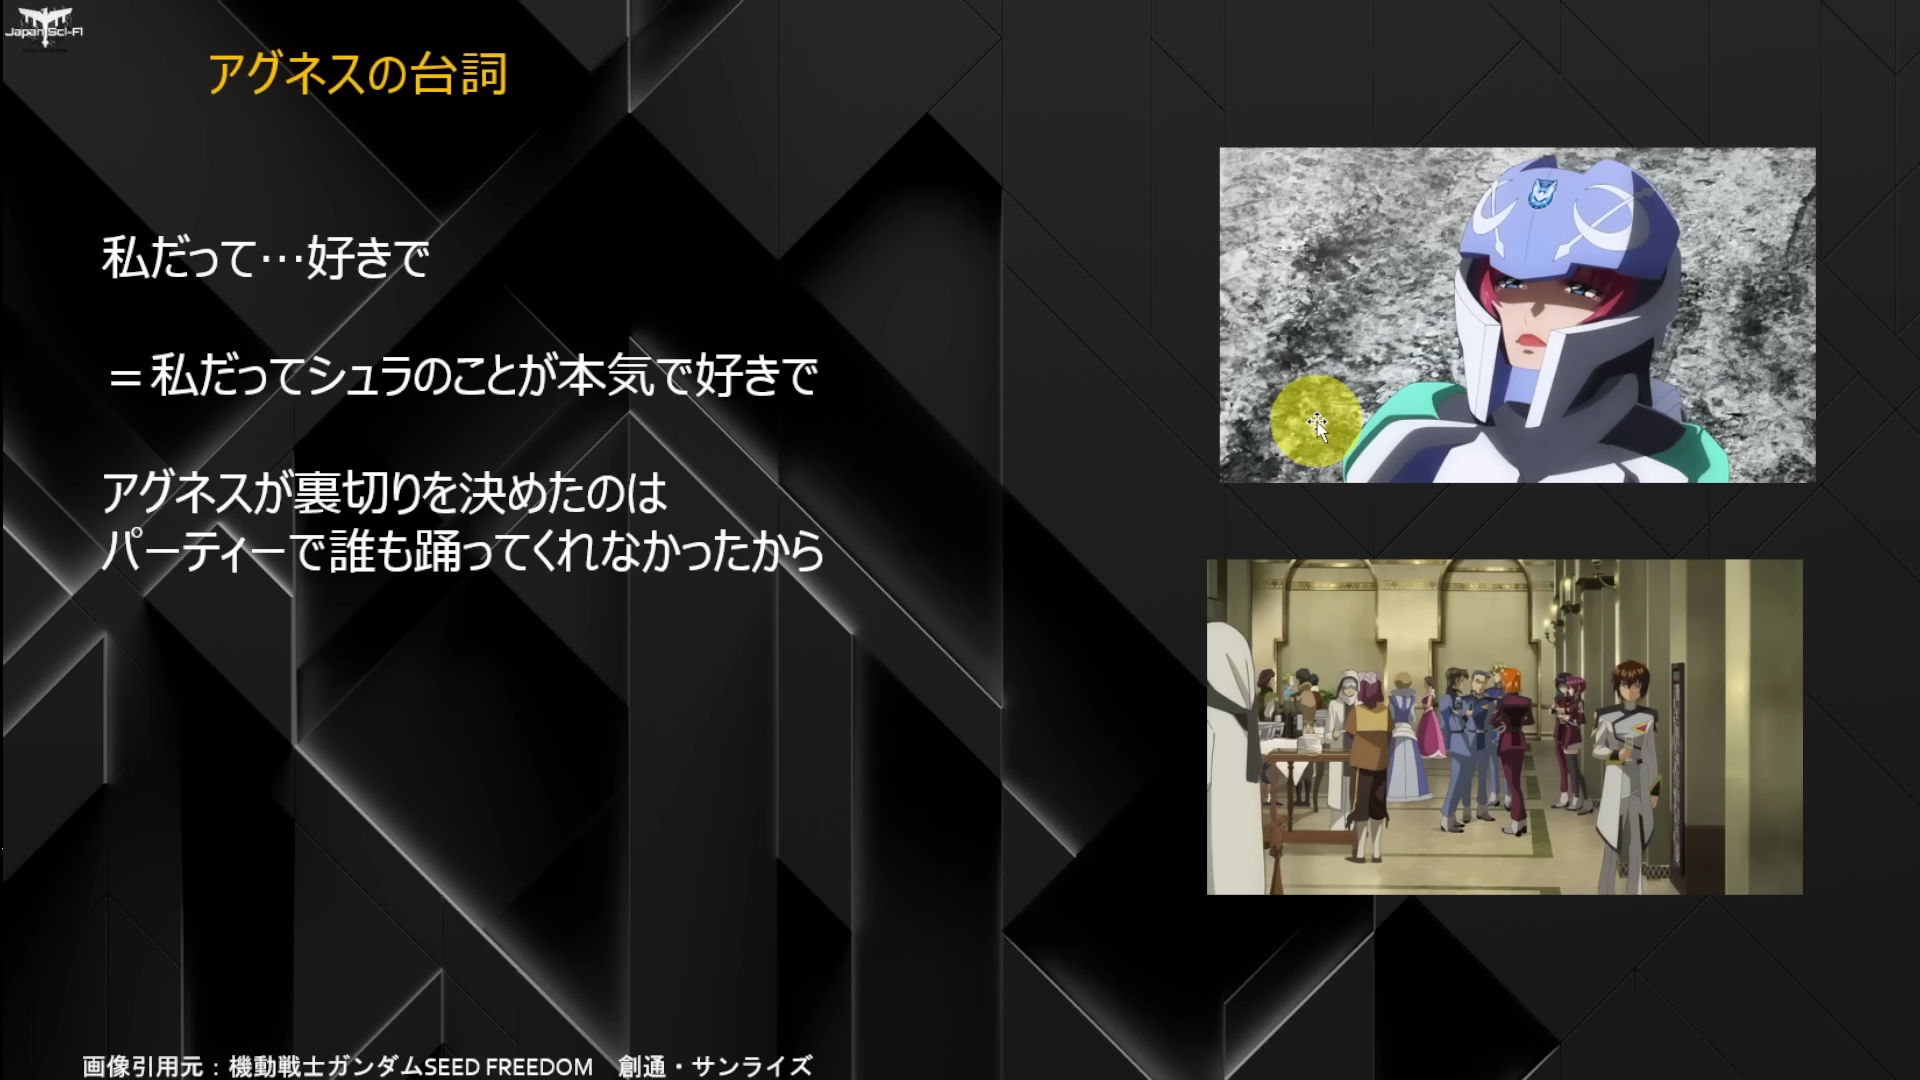 Japan Sci-Fi
アグネスの台詞
私だって…好きで
＝私だってシュラのことが本気で好きで
アグネスが裏切りを決めたのは
パーティーで誰も踊ってくれなかったから
画像引用元：機動戦士ガンダムSEED FREEDOM　創通・サンライズ